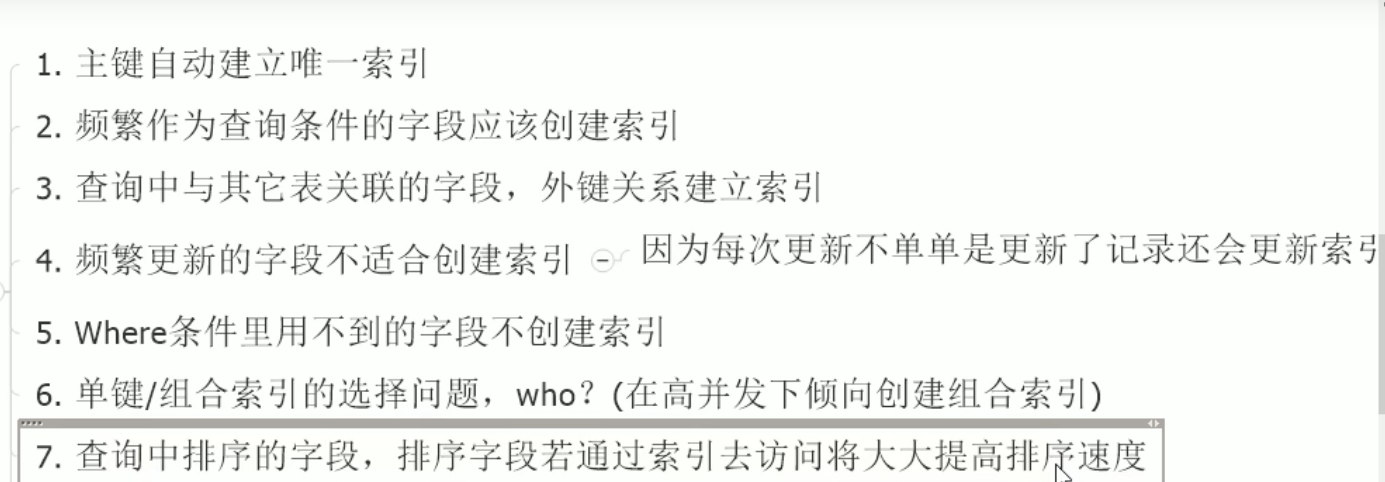 1. 主键自动建立唯一索引
2. 频繁作为查询条件的字段应该创建索引
3. 查询中与其它表关联的字段，外键关系建立索引
4. 频繁更新的字段不适合创建索引 因为每次更新不单单是更新了记录还会更新索引
5. Where条件里用不到的字段不创建索引
6. 单键/组合索引的选择问题，who？(在高并发下倾向创建组合索引)
7. 查询中排序的字段，排序字段若通过索引去访问将大大提高排序速度